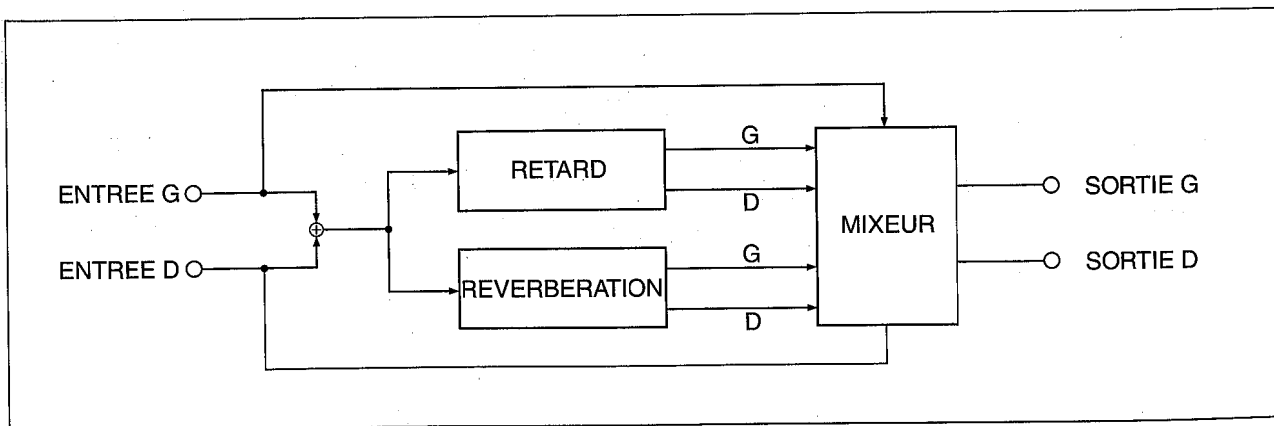 G
RETARD
ENTREE G
SORTIE G
D
MIXEUR
G
ENTREE D
SORTIE D
REVERBERATION
D